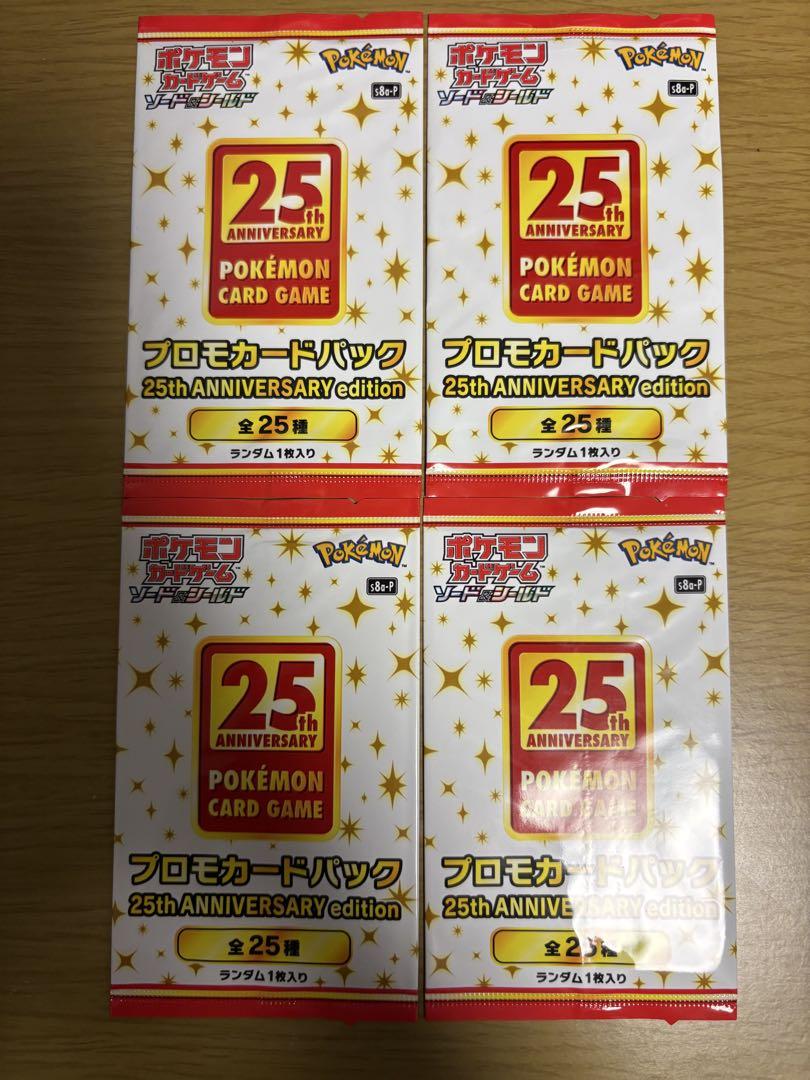 ポケモン
カードゲーム
ソード&シールド
Pokémon
s8a-P
25th
ANNIVERSARY
POKÉMON
CARD GAME
プロモカードパック
25th ANNIVERSARY edition
全25種
ランダム1枚入り
ポケモン
カードゲーム
ソード&シールド
Pokémon
s8a-P
25th
ANNIVERSARY
POKÉMON
CARD GAME
プロモカードパック
25th ANNIVERSARY edition
全25種
ランダム1枚入り
ポケモン
カードゲーム
ソード&シールド
Pokémon
s8a-P
25th
ANNIVERSARY
POKÉMON
CARD GAME
プロモカードパック
25th ANNIVERSARY edition
全25種
ランダム1枚入り
ポケモン
カードゲーム
ソード&シールド
Pokémon
s8a-P
25th
ANNIVERSARY
POKÉMON
CARD GAME
プロモカードパック
25th ANNIVERSARY edition
全25種
ランダム1枚入り